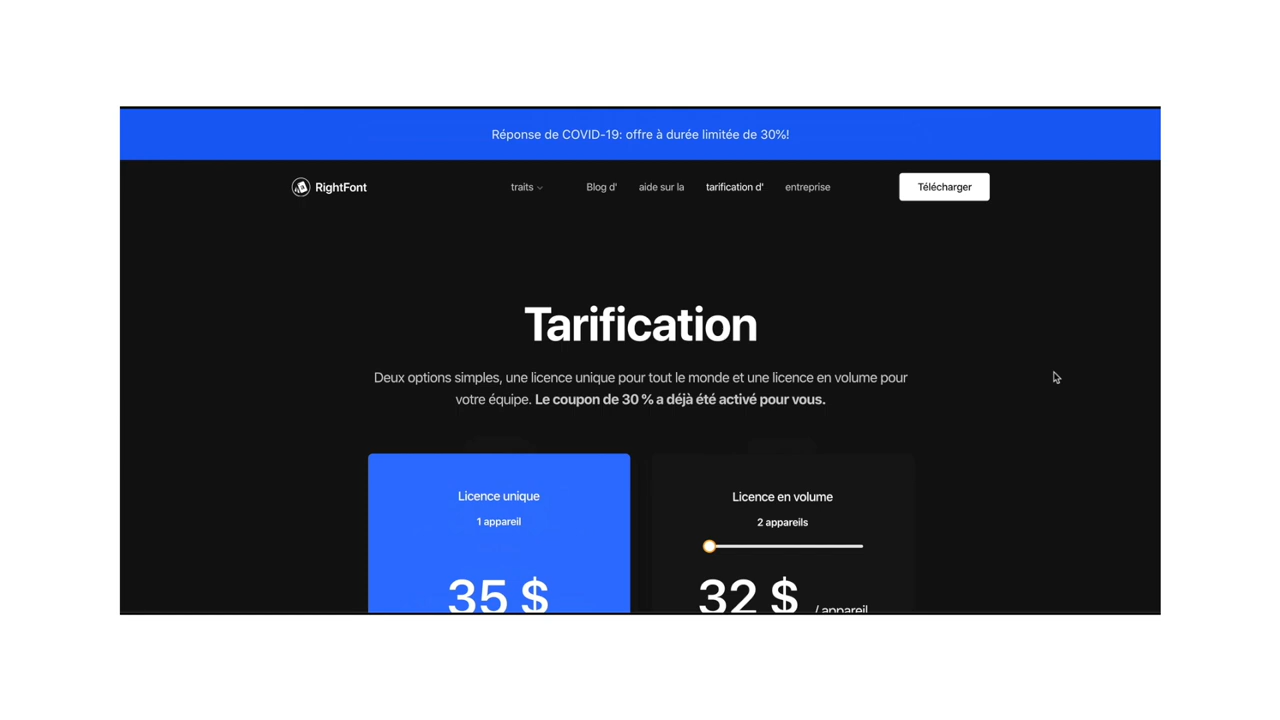 Réponse de COVID-19: offre à durée limitée de 30%!
RightFont
traits
Blog d'
aide sur la
tarification d'
entreprise
Télécharger
Tarification
Deux options simples, une licence unique pour tout le monde et une licence en volume pour
votre équipe. Le coupon de 30 % a déjà été activé pour vous.
Licence unique
1 appareil
35 $
Licence en volume
2 appareils
32 $ / appareil